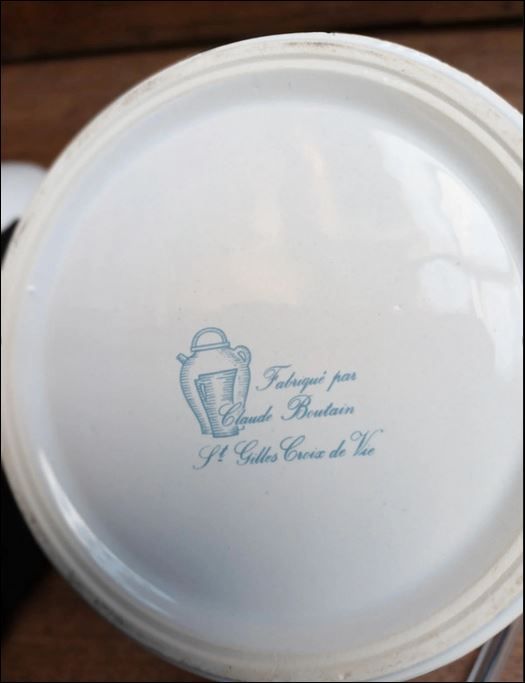 Fabriqué par
Claude Boutain
St Gilles Croix de Vie